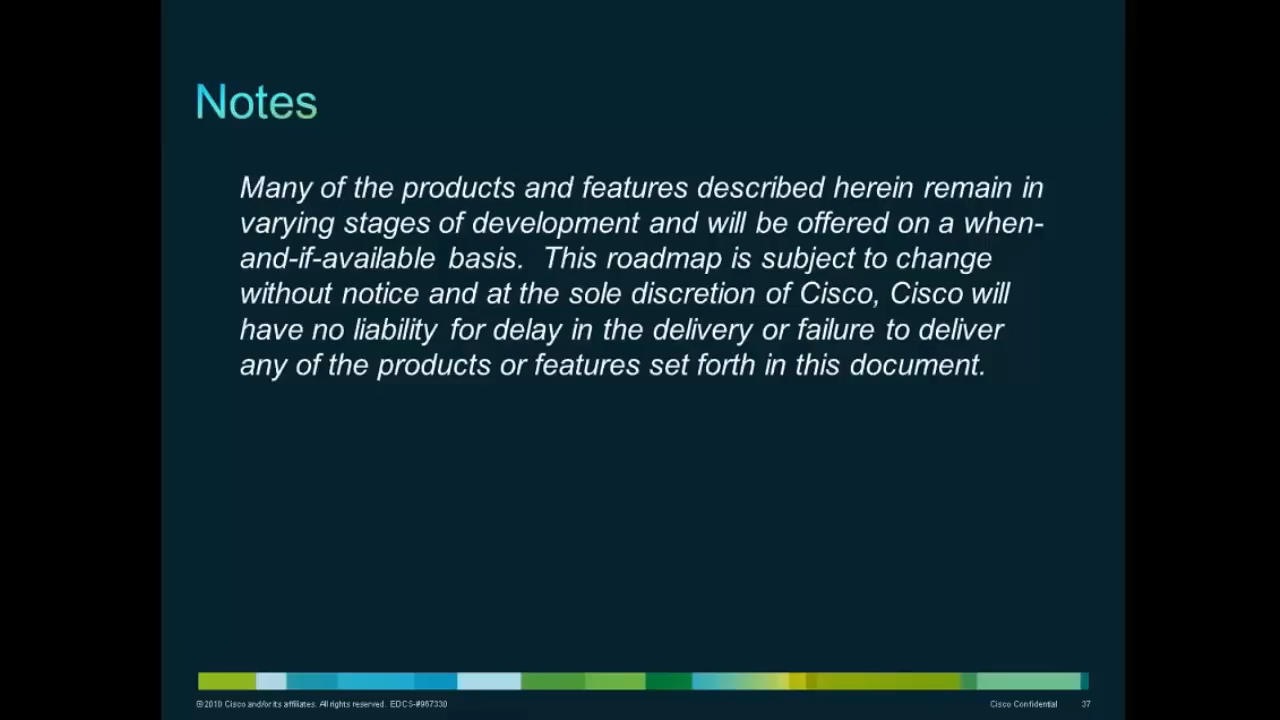 Notes
Many of the products and features described herein remain in
varying stages of development and will be offered on a when-
and-if-available basis.  This roadmap is subject to change
without notice and at the sole discretion of Cisco, Cisco will
have no liability for delay in the delivery or failure to deliver
any of the products or features set forth in this document.
© 2010 Cisco and/or its affiliates. All rights reserved. EDCS-#967330
Cisco Confidential
37